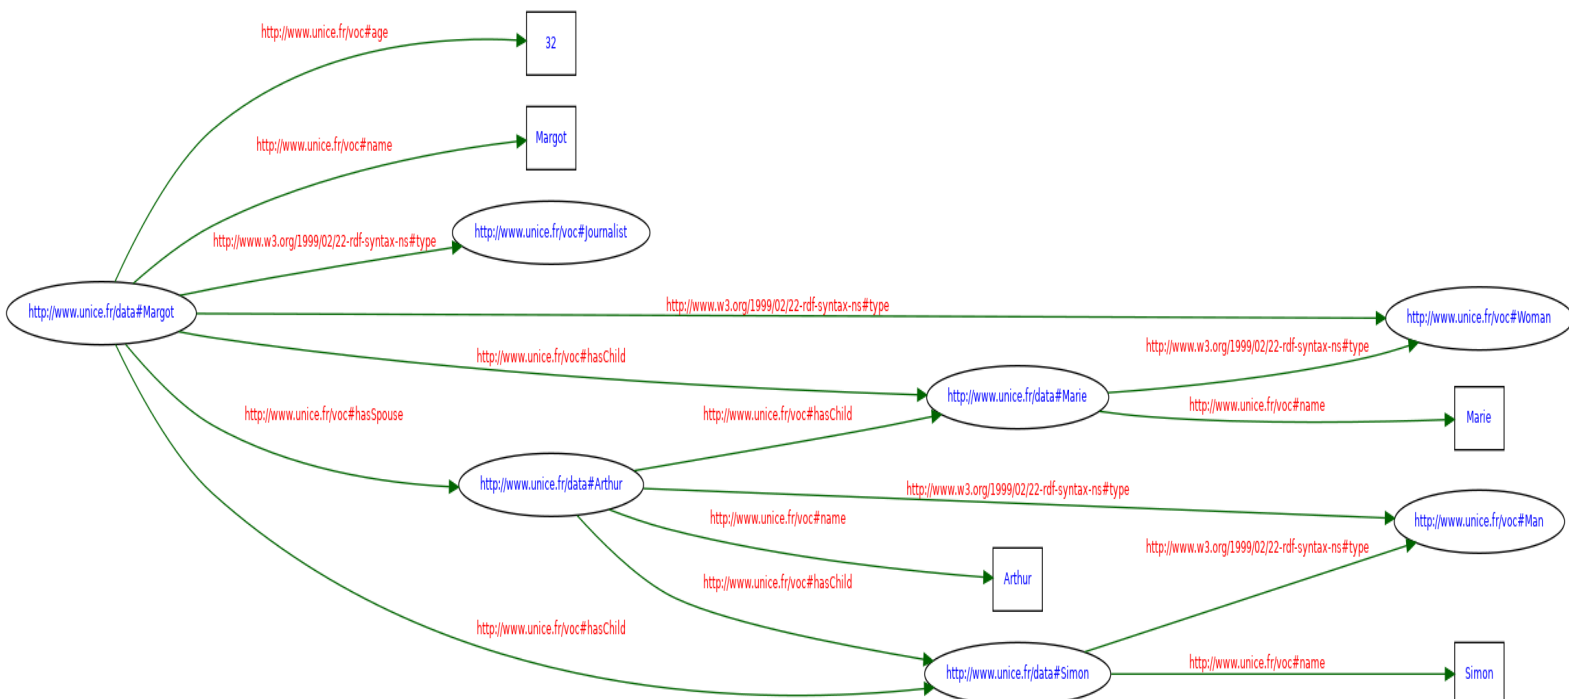 http://www.unice.fr/voc#age
32
http://www.unice.fr/voc#name
Margot
http://www.w3.org/1999/02/22-rdf-syntax-ns#type
http://www.unice.fr/voc#Journalist
http://www.unice.fr/data#Margot
http://www.w3.org/1999/02/22-rdf-syntax-ns#type
http://www.unice.fr/voc#Woman
http://www.unice.fr/voc#hasChild
http://www.w3.org/1999/02/22-rdf-syntax-ns#type
http://www.unice.fr/data#Marie
http://www.unice.fr/voc#name
Marie
http://www.unice.fr/voc#hasSpouse
http://www.unice.fr/voc#hasChild
http://www.unice.fr/data#Arthur
http://www.w3.org/1999/02/22-rdf-syntax-ns#type
http://www.unice.fr/voc#Man
http://www.unice.fr/voc#name
Arthur
http://www.w3.org/1999/02/22-rdf-syntax-ns#type
http://www.unice.fr/voc#hasChild
http://www.unice.fr/voc#hasChild
http://www.unice.fr/data#Simon
http://www.unice.fr/voc#name
Simon